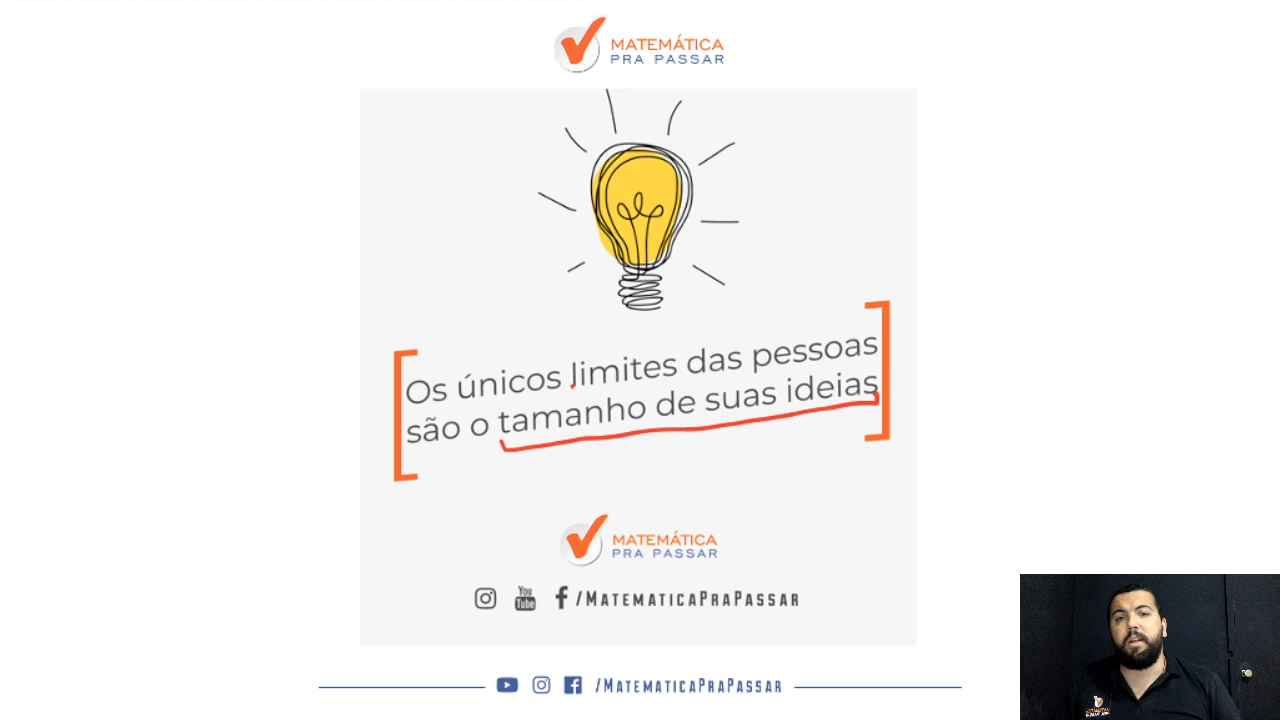 MATEMÁTICA
PRA PASSAR
Os únicos limites das pessoas
são o tamanho de suas ideias
MATEMÁTICA
PRA PASSAR
You
Tube
/MATEMATICAPRAPASSAR
/MATEMATICAPRAPASSAR